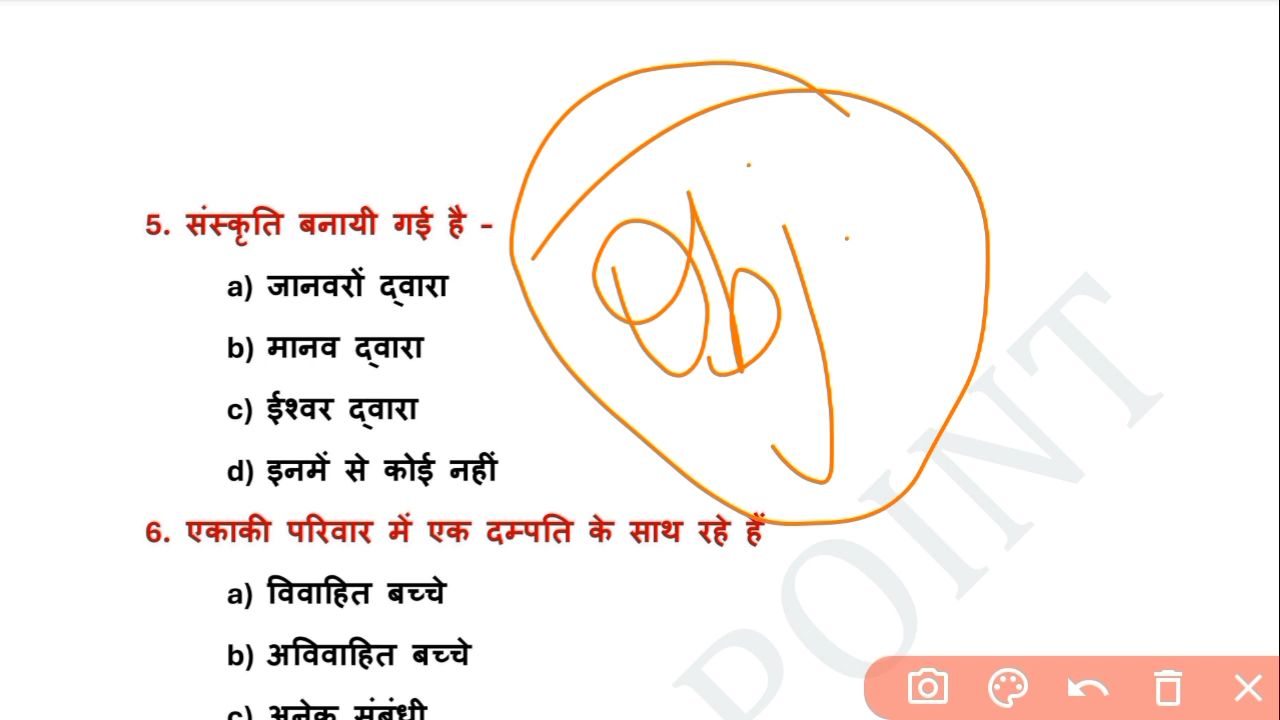 5. संस्कृति बनायी गई है -
a) जानवरों द्वारा
b) मानव द्वारा
c) ईश्वर द्वारा
d) इनमें से कोई नहीं
6. एकाकी परिवार में एक दम्पति के साथ रहे हैं
a) विवाहित बच्चे
b) अविवाहित बच्चे
c) अनेक संबंधी
POINT